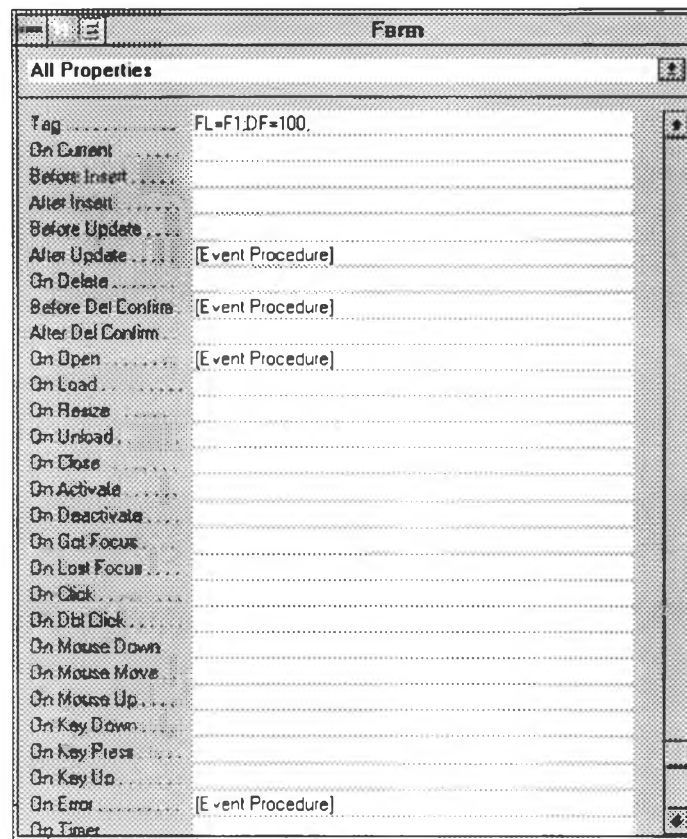 Form
All Properties
Tag . . . . . . . . . . . . . FL=F1;DF=100,
On Current . . . . .
Before Insert . . . . .
After Insert . . . . .
Before Update . . . .
After Update . . . . . [Event Procedure]
On Delete . . . . . . .
Before Del Confirm . [Event Procedure]
After Del Confirm . .
On Open . . . . . . . [Event Procedure]
On Load . . . . . . . .
On Resize . . . . .
On Unload . . . . .
On Close . . . . . . .
On Activate . . . . . .
On Deactivate . . . .
On Got Focus . . . .
On Lost Focus . . . .
On Click . . . . . . . .
On Dbl Click . . . . .
On Mouse Down
On Mouse Move . .
On Mouse Up . . . . .
On Key Down . . . .
On Key Press . . . .
On Key Up . . . . . .
On Error . . . . . . . . [Event Procedure]
On Timer